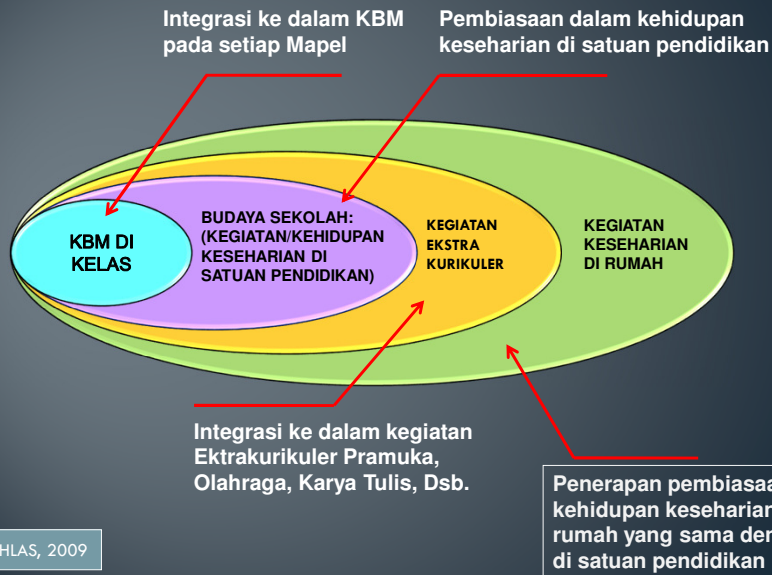 Integrasi ke dalam KBM
pada setiap Mapel
Pembiasaan dalam kehidupan
keseharian di satuan pendidikan
KBM DI
KELAS
BUDAYA SEKOLAH:
(KEGIATAN/KEHIDUPAN
KESEHARIAN DI
SATUAN PENDIDIKAN)
KEGIATAN
EKSTRA
KURIKULER
KEGIATAN
KESEHARIAN
DI RUMAH
Integrasi ke dalam kegiatan
Ektrakurikuler Pramuka,
Olahraga, Karya Tulis, Dsb.
Penerapan pembiasaa
kehidupan keseharian
rumah yang sama den
di satuan pendidikan
HLAS, 2009